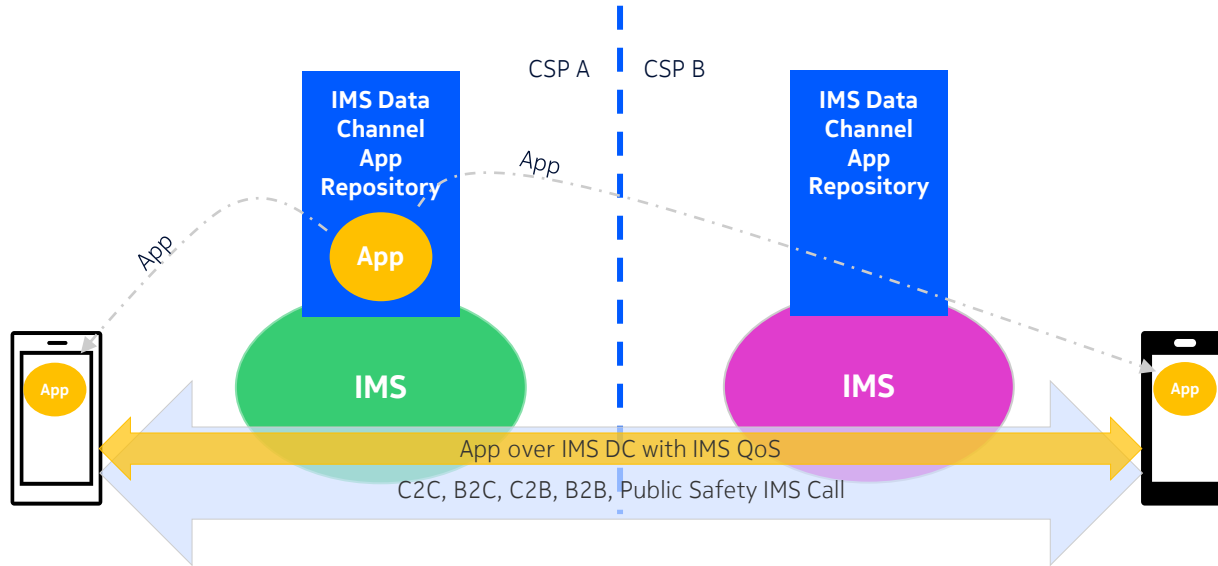 CSP A
CSP B
IMS Data
Channel
App
Repository
IMS Data
Channel
App
Repository
App
App
App
IMS
IMS
App
App
App over IMS DC with IMS QoS
C2C, B2C, C2B, B2B, Public Safety IMS Call